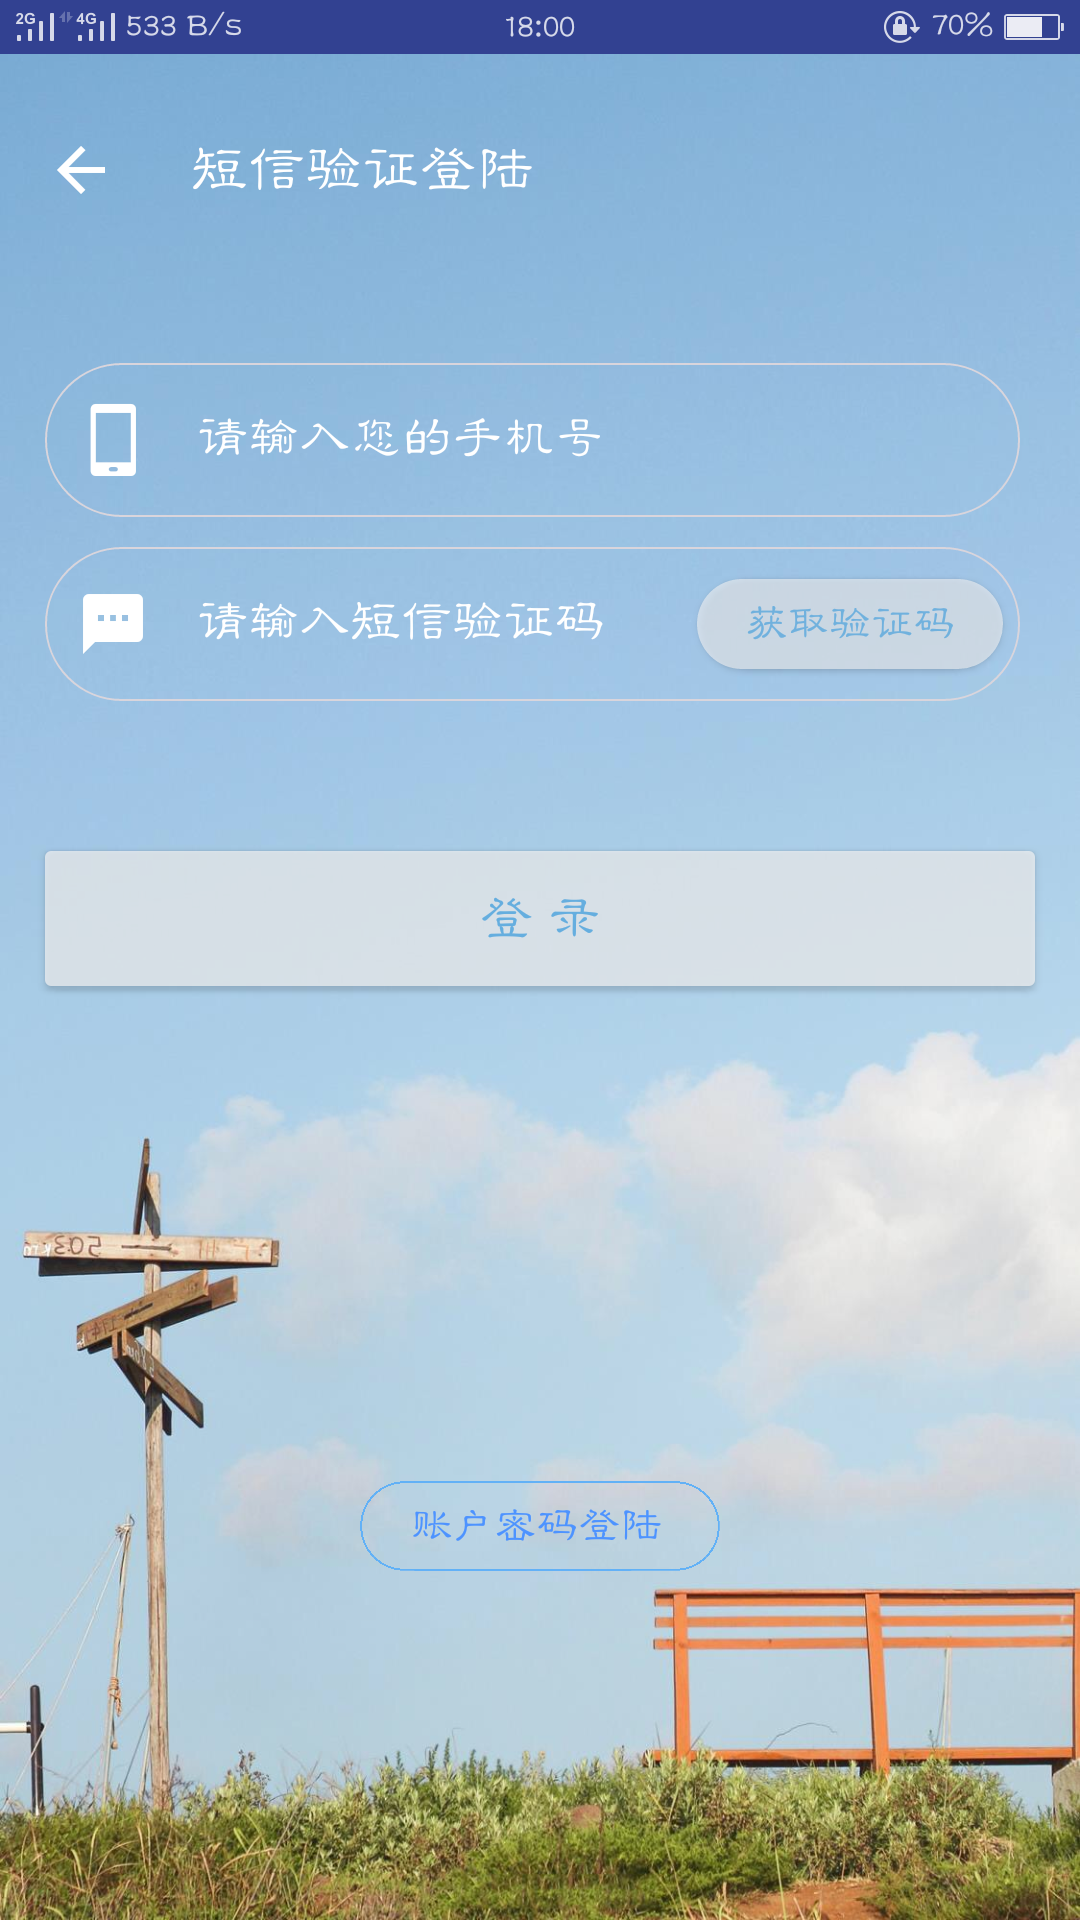 2G 4G 533 B/s 18:00 70%
短信验证登陆
请输入您的手机号
请输入短信验证码 获取验证码
登 录
503
账户密码登陆